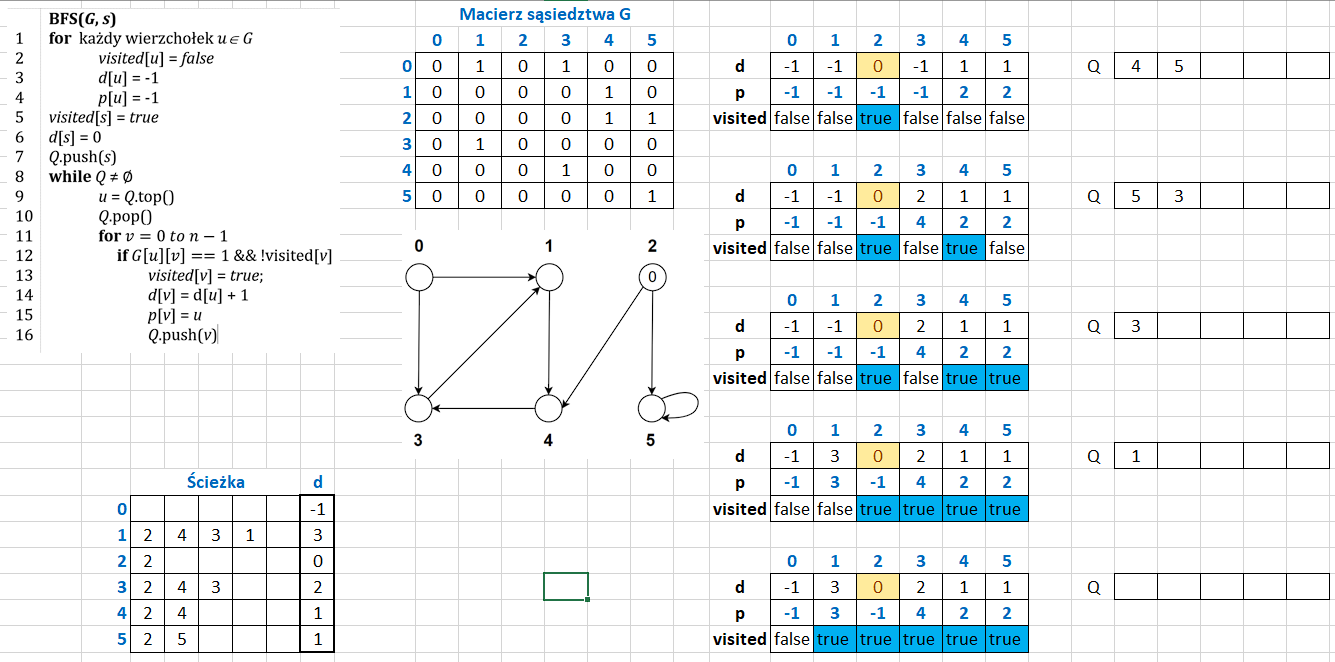 BFS(G, s)
1 for każdy wierzchołek u ∈ G
2 visited[u] = false
3 d[u] = -1
4 p[u] = -1
5 visited[s] = true
6 d[s] = 0
7 Q.push(s)
8 while Q ≠ Ø
9 u = Q.top()
10 Q.pop()
11 for v = 0 to n − 1
12 if G[u][v] == 1 && !visited[v]
13 visited[v] = true;
14 d[v] = d[u] + 1
15 p[v] = u
16 Q.push(v)
Macierz sąsiedztwa G
0 1 2 3 4 5
0 0 1 0 1 0 0
1 0 0 0 0 1 0
2 0 0 0 0 1 1
3 0 1 0 0 0 0
4 0 0 0 1 0 0
5 0 0 0 0 0 1
0 1 2
0
3 4 5
Ścieżka d
0 -1
1 2 4 3 1 3
2 2 0
3 2 4 3 2
4 2 4 1
5 2 5 1
0 1 2 3 4 5
d -1 -1 0 -1 1 1 Q 4 5
p -1 -1 -1 -1 2 2
visited false false true false false false
0 1 2 3 4 5
d -1 -1 0 2 1 1 Q 5 3
p -1 -1 -1 4 2 2
visited false false true false true false
0 1 2 3 4 5
d -1 -1 0 2 1 1 Q 3
p -1 -1 -1 4 2 2
visited false false true false true true
0 1 2 3 4 5
d -1 3 0 2 1 1 Q 1
p -1 3 -1 4 2 2
visited false false true true true true
0 1 2 3 4 5
d -1 3 0 2 1 1 Q
p -1 3 -1 4 2 2
visited false true true true true true